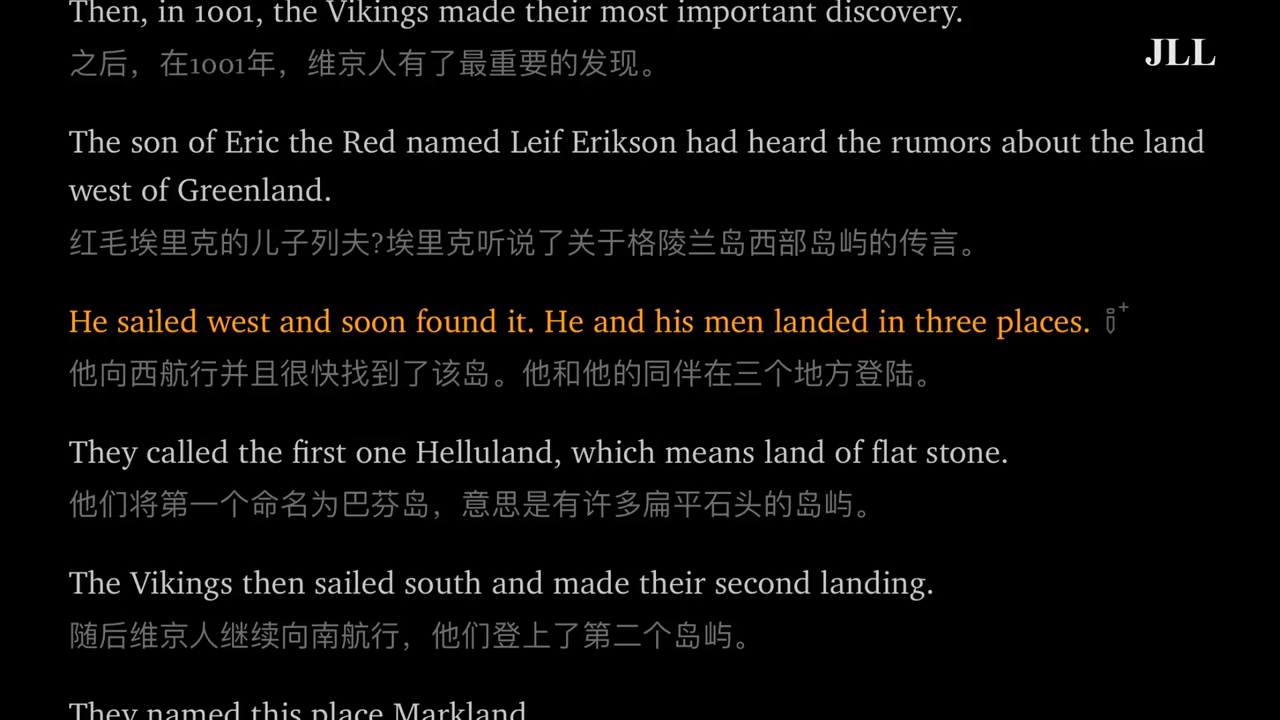 Then, in 1001, the Vikings made their most important discovery.
之后，在1001年，维京人有了最重要的发现。
JLL
The son of Eric the Red named Leif Erikson had heard the rumors about the land
west of Greenland.
红毛埃里克的儿子列夫?埃里克听说了关于格陵兰岛西部岛屿的传言。
He sailed west and soon found it. He and his men landed in three places.
他向西航行并且很快找到了该岛。他和他的同伴在三个地方登陆。
They called the first one Helluland, which means land of flat stone.
他们将第一个命名为巴芬岛，意思是有许多扁平石头的岛屿。
The Vikings then sailed south and made their second landing.
随后维京人继续向南航行，他们登上了第二个岛屿。
They named this place Markland.